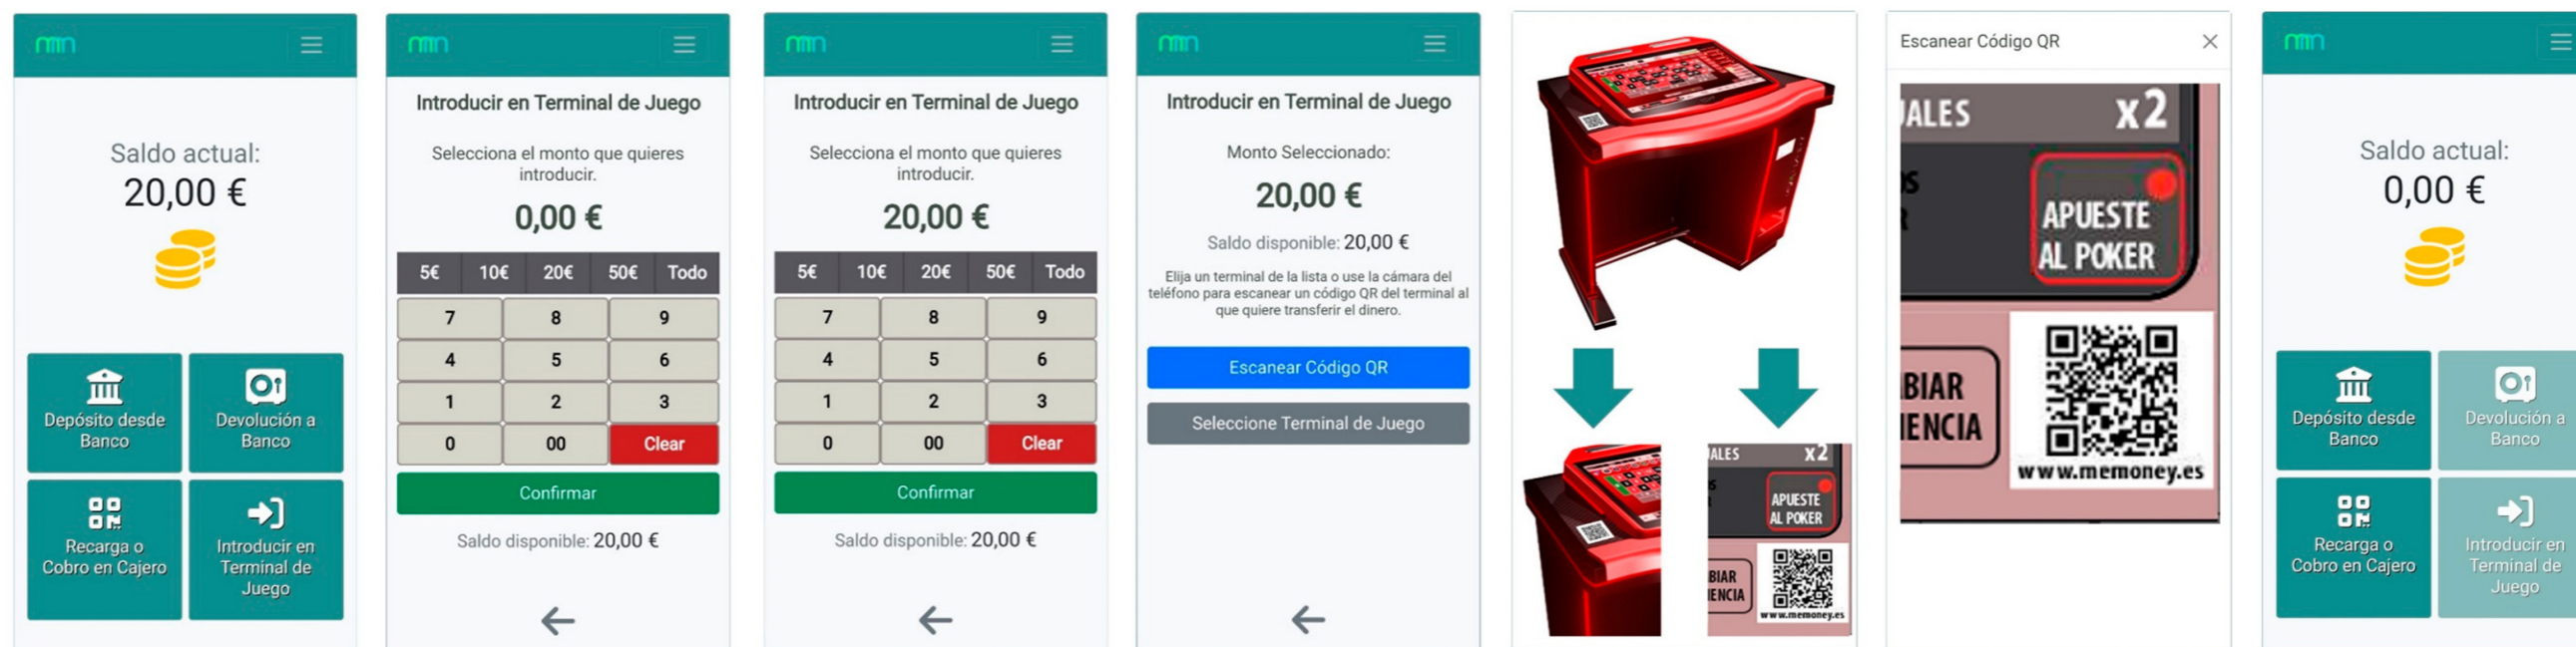 mm
Saldo actual:
20,00 €
Depósito desde
Banco
Devolución a
Banco
Recarga o
Cobro en Cajero
Introducir en
Terminal de
Juego
mm
Introducir en Terminal de Juego
Selecciona el monto que quieres
introducir.
0,00 €
5€ 10€ 20€ 50€ Todo
7 8 9
4 5 6
1 2 3
0 00 Clear
Confirmar
Saldo disponible: 20,00 €
mm
Introducir en Terminal de Juego
Selecciona el monto que quieres
introducir.
20,00 €
5€ 10€ 20€ 50€ Todo
7 8 9
4 5 6
1 2 3
0 00 Clear
Confirmar
Saldo disponible: 20,00 €
mm
Introducir en Terminal de Juego
Monto Seleccionado:
20,00 €
Saldo disponible: 20,00 €
Elija un terminal de la lista o use la cámara del
teléfono para escanear un código QR del terminal al
que quiere transferir el dinero.
Escanear Código QR
Seleccione Terminal de Juego
JALES x2
APUESTE
AL POKER
BIAR
IENCIA
www.memoney.es
Escanear Código QR
JALES x2
OS
R
APUESTE
AL POKER
BIAR
IENCIA
www.memoney.es
mm
Saldo actual:
0,00 €
Depósito desde
Banco
Devolución a
Banco
Recarga o
Cobro en Cajero
Introducir en
Terminal de
Juego